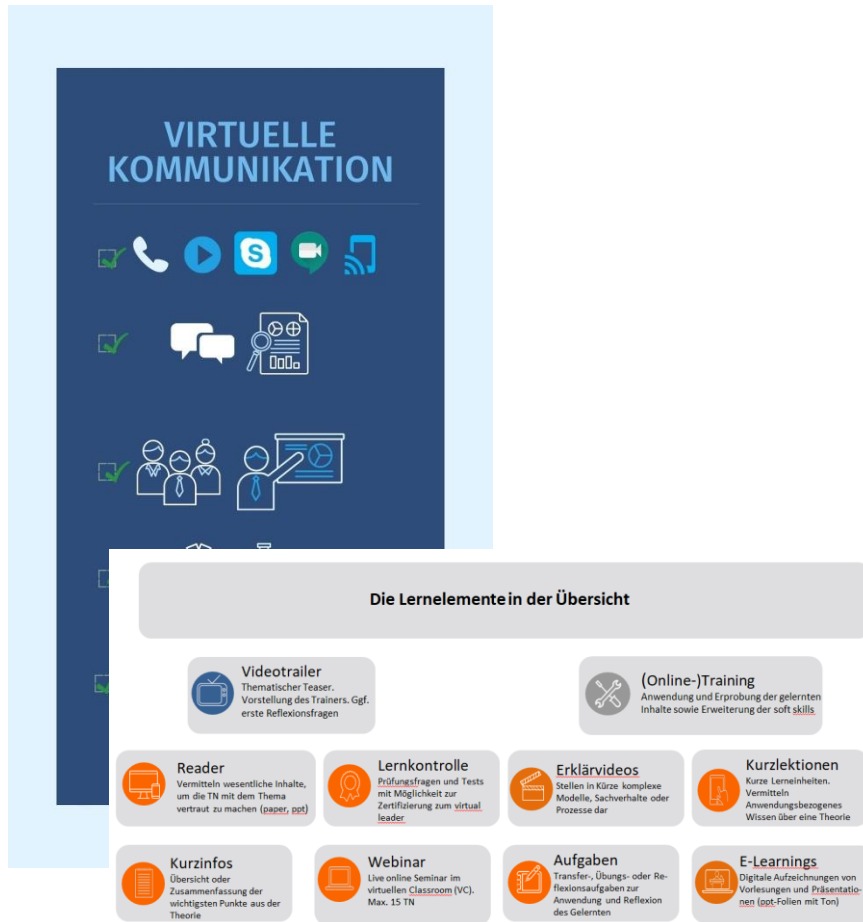 VIRTUELLE
KOMMUNIKATION
S
Die Lernelemente in der Übersicht
Videotrailer
Thematischer Teaser.
Vorstellung des Trainers. Ggf.
erste Reflexionsfragen
(Online-)Training
Anwendung und Erprobung der gelernten
Inhalte sowie Erweiterung der soft skills
Reader
Vermitteln wesentliche Inhalte,
um die TN mit dem Thema
vertraut zu machen (paper, ppt)
Lernkontrolle
Prüfungsfragen und Tests
mit Möglichkeit zur
Zertifizierung zum virtual
leader
Erklärvideos
Stellen in Kürze komplexe
Modelle, Sachverhalte oder
Prozesse dar
Kurzlektionen
Kurze Lerneinheiten.
Vermitteln
Anwendungsbezogenes
Wissen über eine Theorie
Kurzinfos
Übersicht oder
Zusammenfassung der
wichtigsten Punkte aus der
Theorie
Webinar
Live online Seminar im
virtuellen Classroom (VC).
Max. 15 TN
Aufgaben
Transfer-, Übungs- oder Re-
flexionsaufgaben zur
Anwendung und Reflexion
des Gelernten
E-Learnings
Digitale Aufzeichnungen von
Vorlesungen und Präsentatio-
nen (ppt-Folien mit Ton)